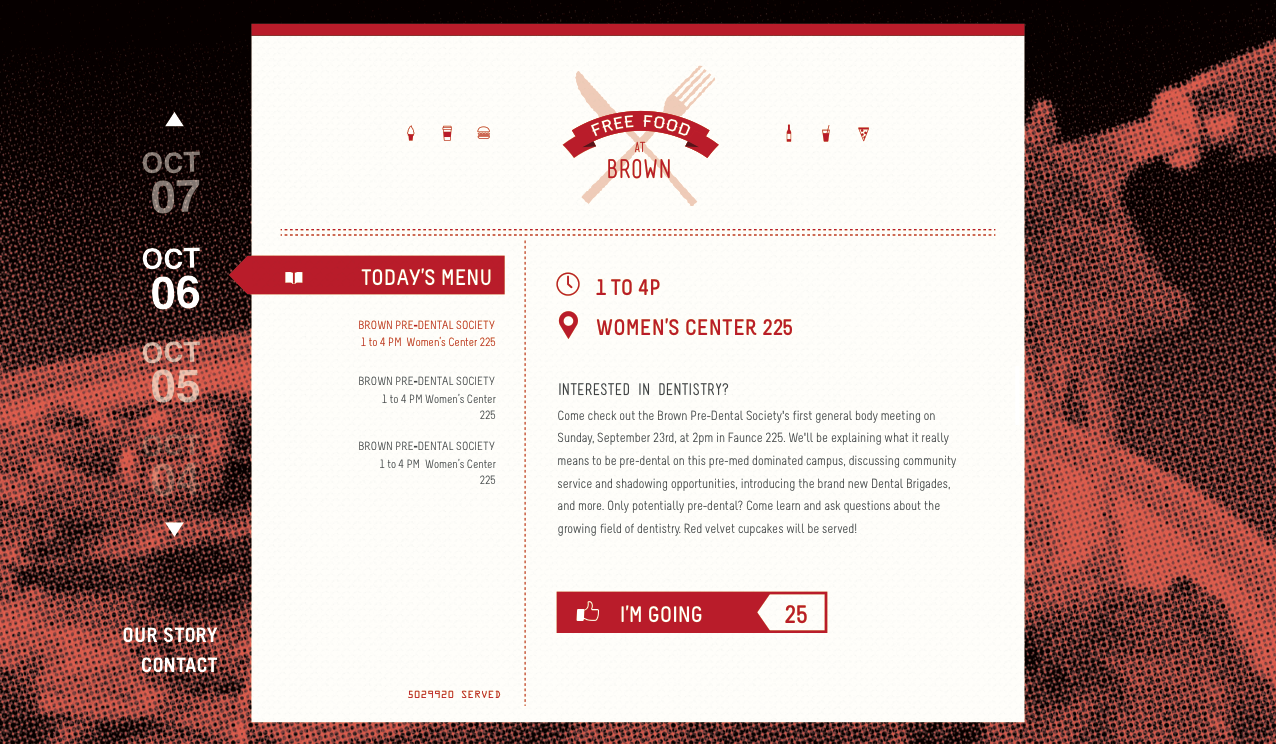 FREE FOOD
AT
BROWN
OCT
07
OCT
06
OCT
05
OCT
04
OUR STORY
CONTACT
TODAY'S MENU
BROWN PRE-DENTAL SOCIETY
1 to 4 PM Women's Center 225
BROWN PRE-DENTAL SOCIETY
1 to 4 PM Women's Center
225
BROWN PRE-DENTAL SOCIETY
1 to 4 PM Women's Center
225
5029920 SERVED
1 TO 4P
WOMEN'S CENTER 225
INTERESTED IN DENTISTRY?
Come check out the Brown Pre-Dental Society's first general body meeting on
Sunday, September 23rd, at 2pm in Faunce 225. We'll be explaining what it really
means to be pre-dental on this pre-med dominated campus, discussing community
service and shadowing opportunities, introducing the brand new Dental Brigades,
and more. Only potentially pre-dental? Come learn and ask questions about the
growing field of dentistry. Red velvet cupcakes will be served!
I'M GOING
25